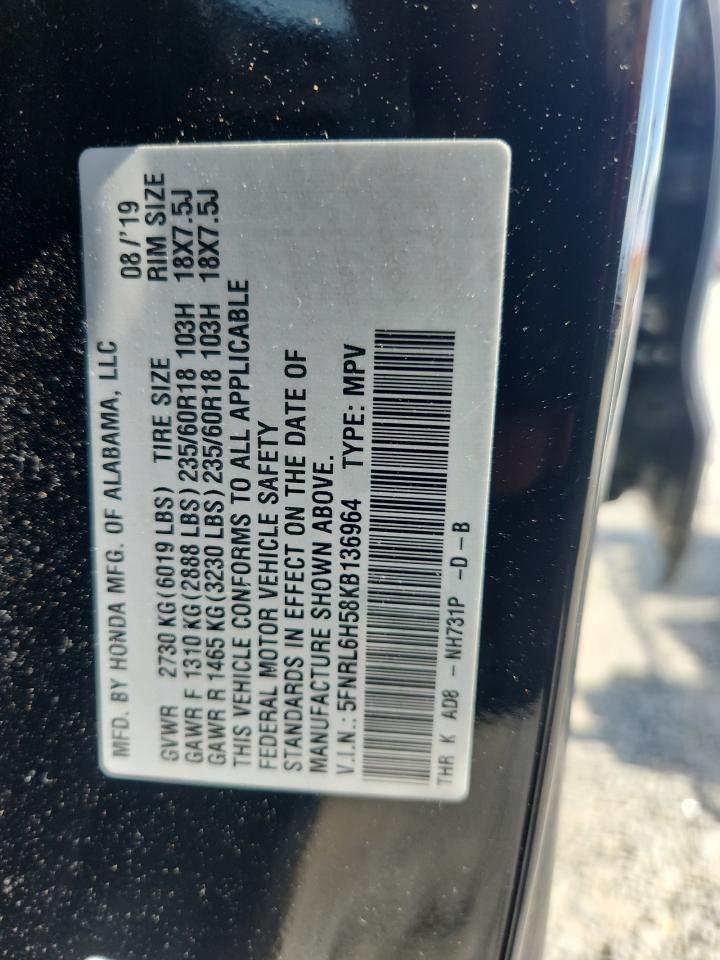 MFD. BY HONDA MFG. OF ALABAMA, LLC 08/'19
GVWR 2730 KG(6019 LBS) TIRE SIZE RIM SIZE
GAWR F 1310 KG(2888 LBS)235/60R18 103H 18X7.5J
GAWR R 1465 KG(3230 LBS)235/60R18 103H 18X7.5J
THIS VEHICLE CONFORMS TO ALL APPLICABLE
FEDERAL MOTOR VEHICLE SAFETY
STANDARDS IN EFFECT ON THE DATE OF
MANUFACTURE SHOWN ABOVE.
V.I.N.:5FNRL6H58KB136964 TYPE: MPV
THR K AD8 -NH731P -D-B